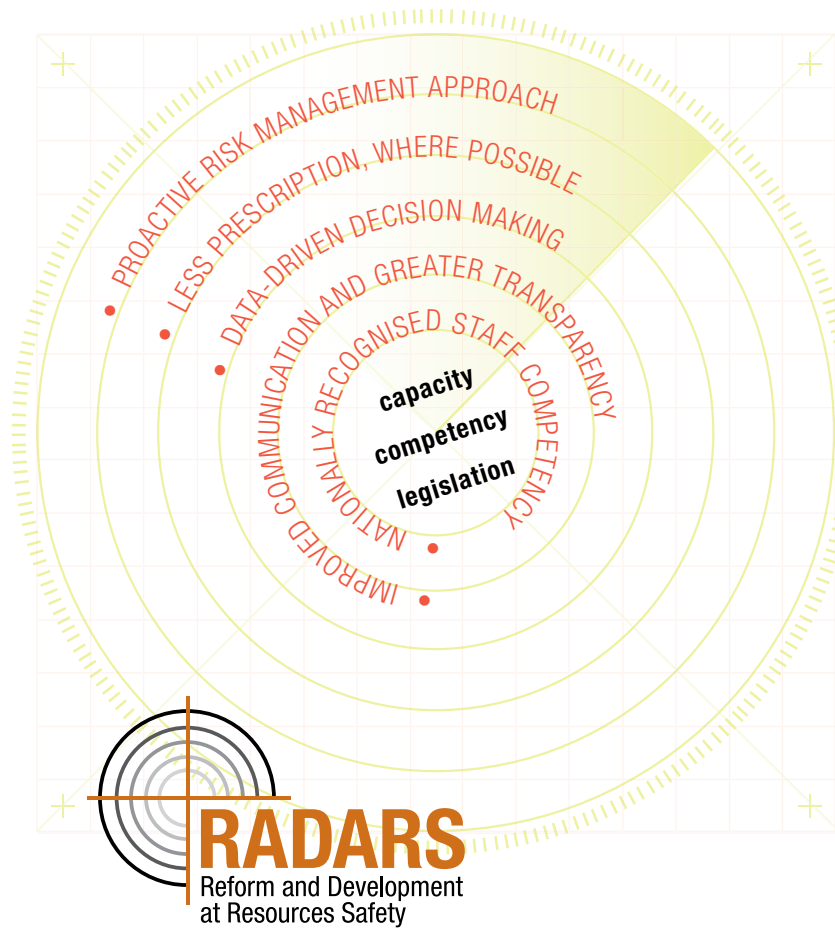 PROACTIVE RISK MANAGEMENT APPROACH
LESS PRESCRIPTION, WHERE POSSIBLE
DATA-DRIVEN DECISION MAKING
IMPROVED COMMUNICATION AND GREATER TRANSPARENCY
NATIONALLY RECOGNISED STAFF COMPETENCY
capacity
competency
legislation
RADARS
Reform and Development
at Resources Safety